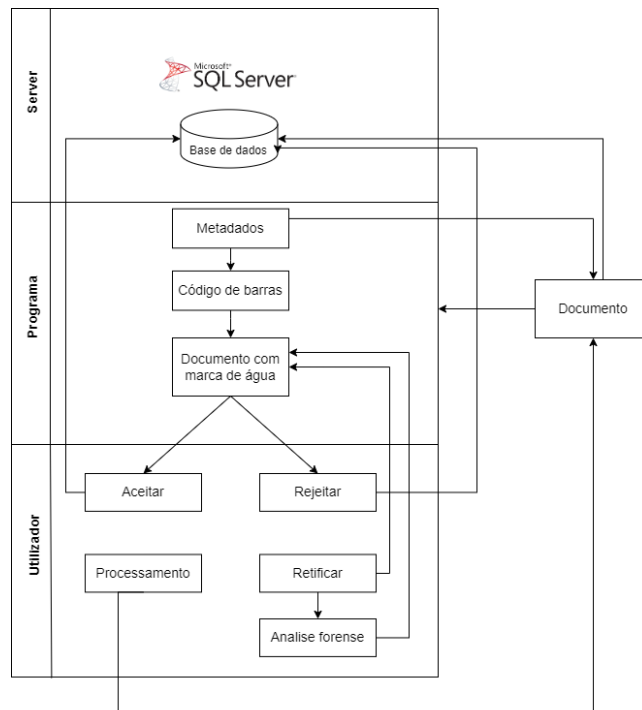 Server
Microsoft®
SQL Server
Base de dados
Programa
Metadados
Código de barras
Documento com
marca de água
Documento
Utilizador
Aceitar
Rejeitar
Processamento
Retificar
Analise forense